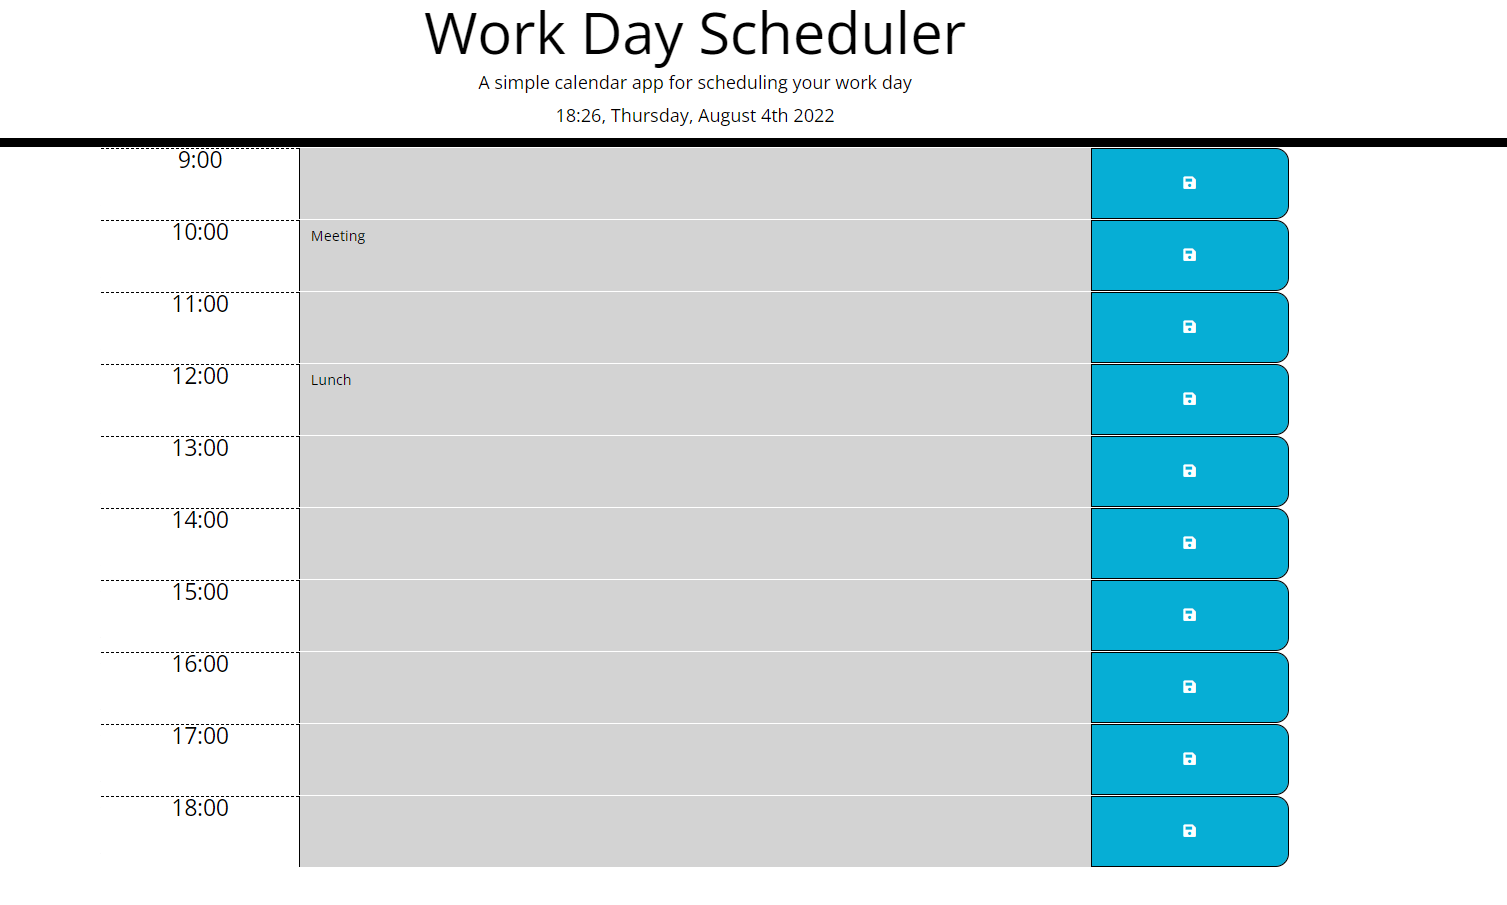 Work Day Scheduler
A simple calendar app for scheduling your work day
18:26, Thursday, August 4th 2022
9:00
10:00 Meeting
11:00
12:00 Lunch
13:00
14:00
15:00
16:00
17:00
18:00